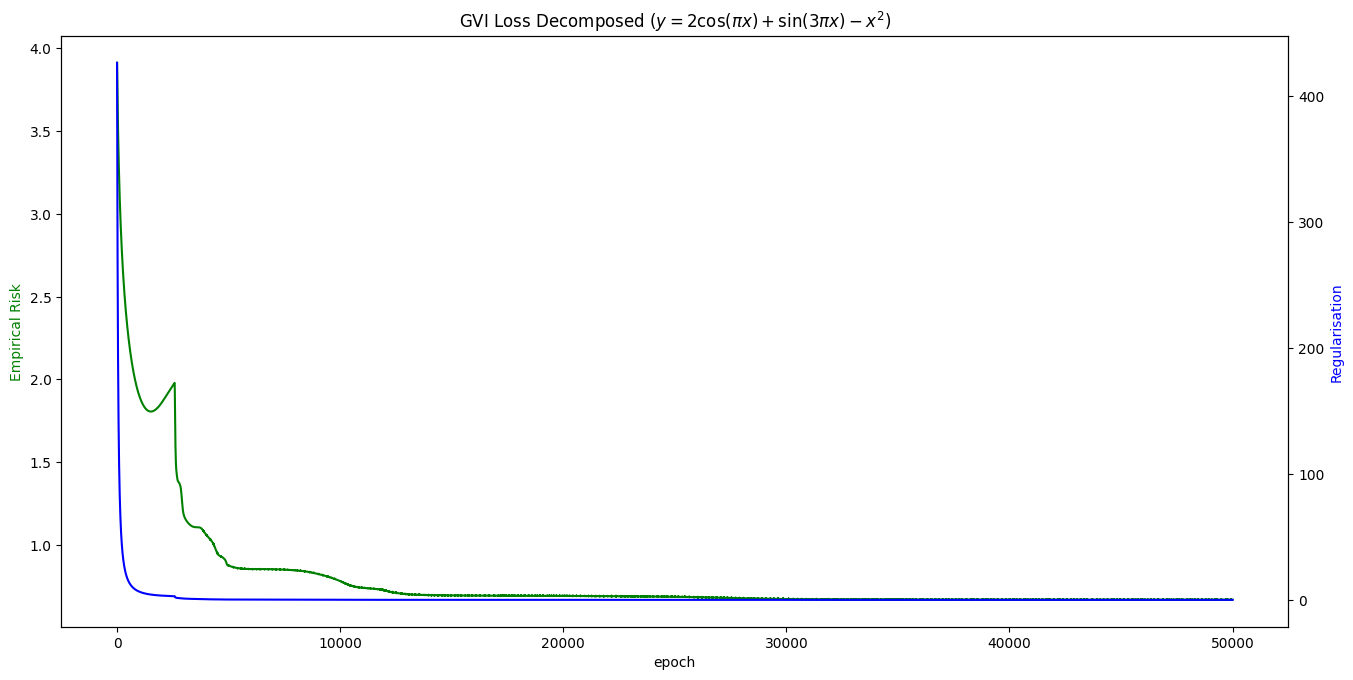 GVI Loss Decomposed (y = 2cos(πx) + sin(3πx) − x²)
4.0
3.5
3.0
2.5
2.0
1.5
1.0
Empirical Risk
400
300
200
100
0
Regularisation
0 10000 20000 30000 40000 50000
epoch